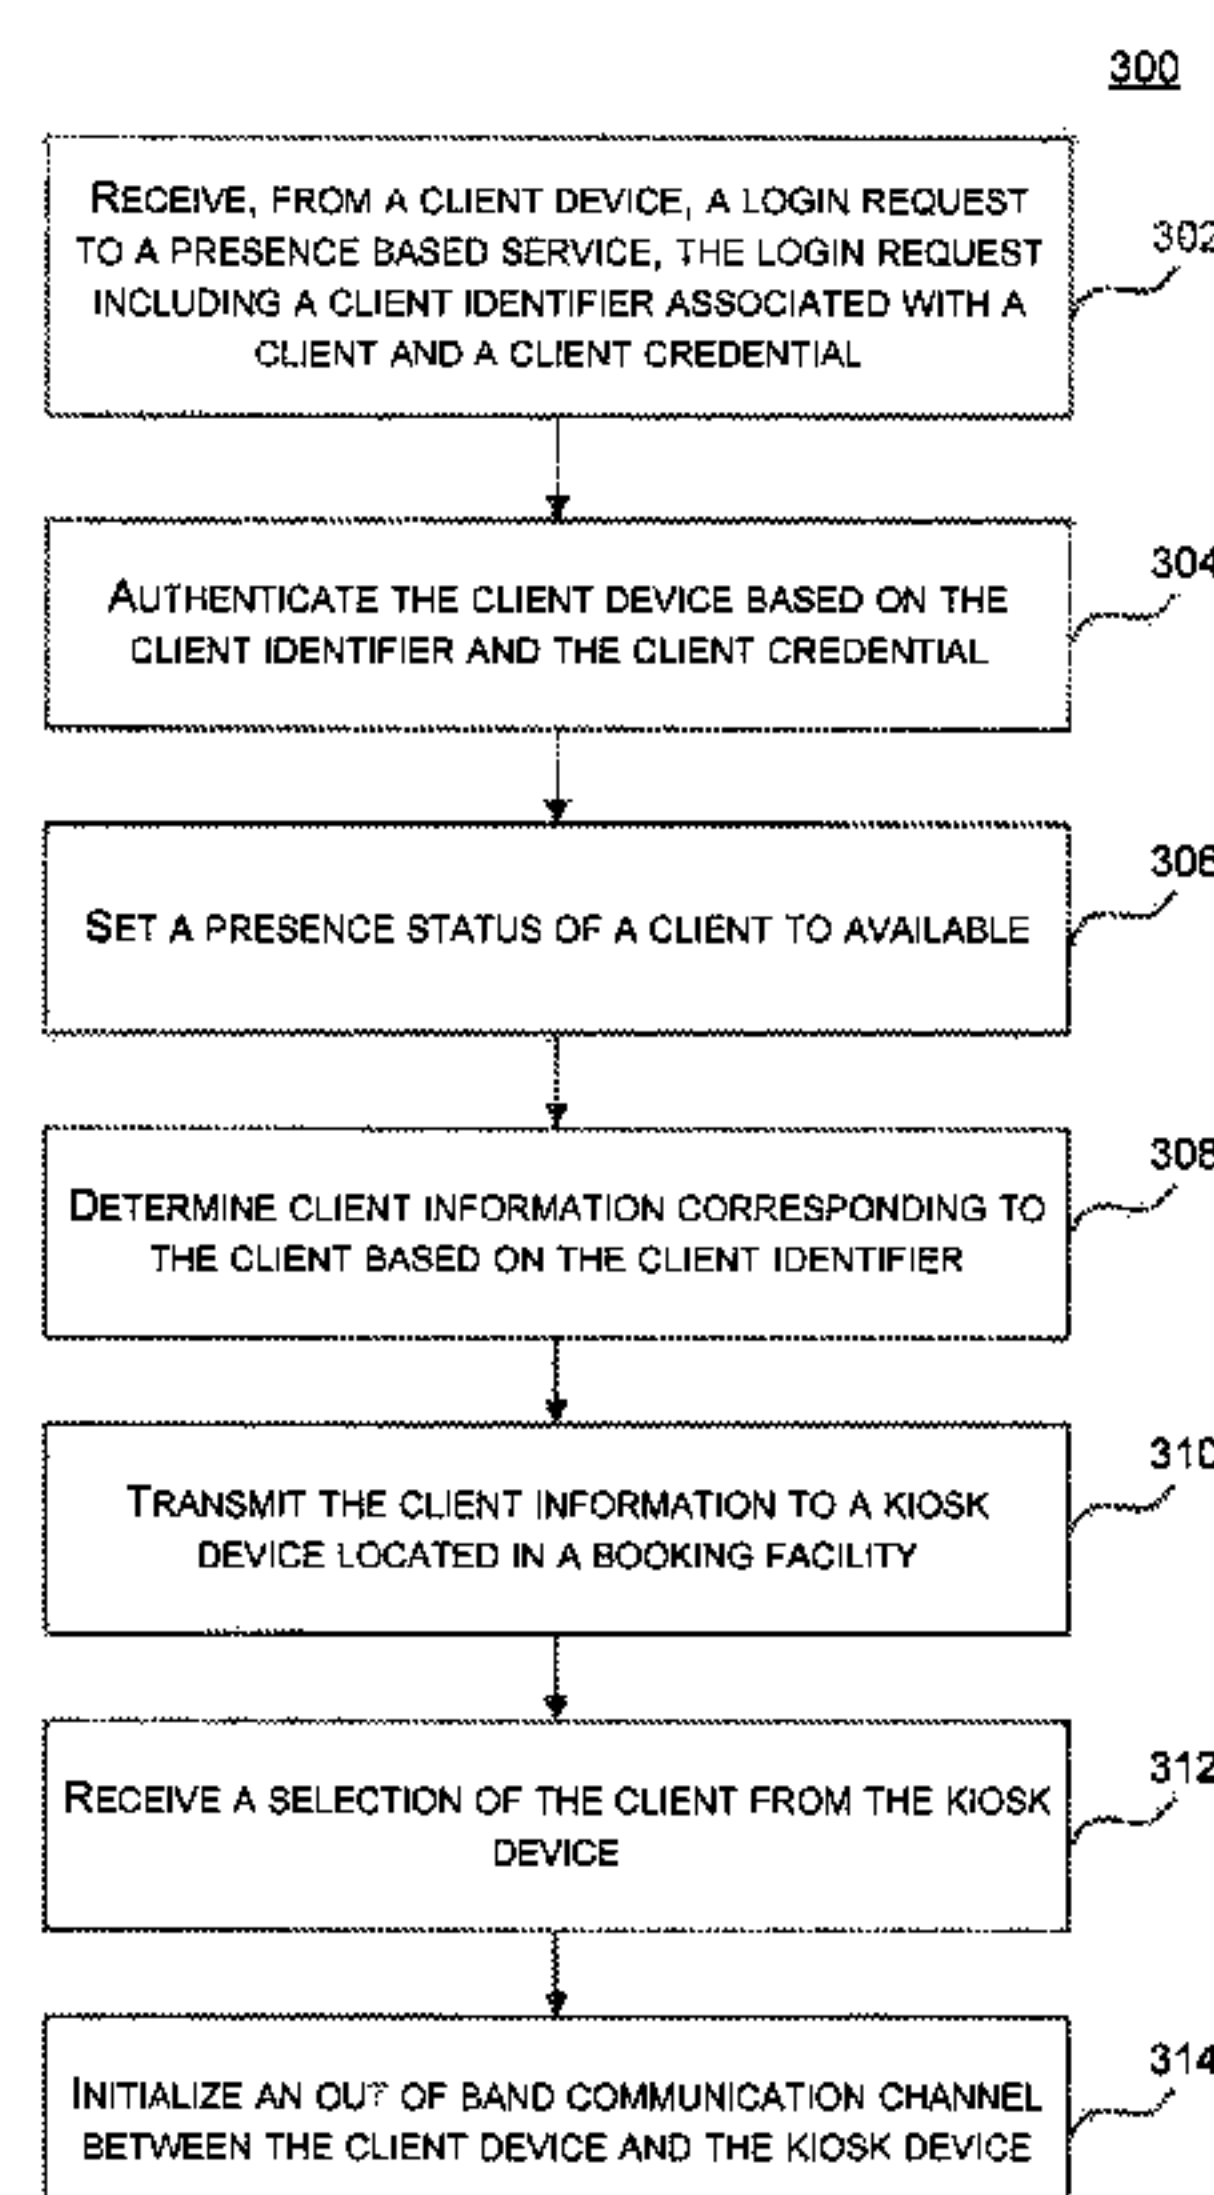 300
RECEIVE, FROM A CLIENT DEVICE, A LOGIN REQUEST
TO A PRESENCE BASED SERVICE, THE LOGIN REQUEST
INCLUDING A CLIENT IDENTIFIER ASSOCIATED WITH A
CLIENT AND A CLIENT CREDENTIAL
302
AUTHENTICATE THE CLIENT DEVICE BASED ON THE
CLIENT IDENTIFIER AND THE CLIENT CREDENTIAL
304
SET A PRESENCE STATUS OF A CLIENT TO AVAILABLE
306
DETERMINE CLIENT INFORMATION CORRESPONDING TO
THE CLIENT BASED ON THE CLIENT IDENTIFIER
308
TRANSMIT THE CLIENT INFORMATION TO A KIOSK
DEVICE LOCATED IN A BOOKING FACILITY
310
RECEIVE A SELECTION OF THE CLIENT FROM THE KIOSK
DEVICE
312
INITIALIZE AN OUT OF BAND COMMUNICATION CHANNEL
BETWEEN THE CLIENT DEVICE AND THE KIOSK DEVICE
314